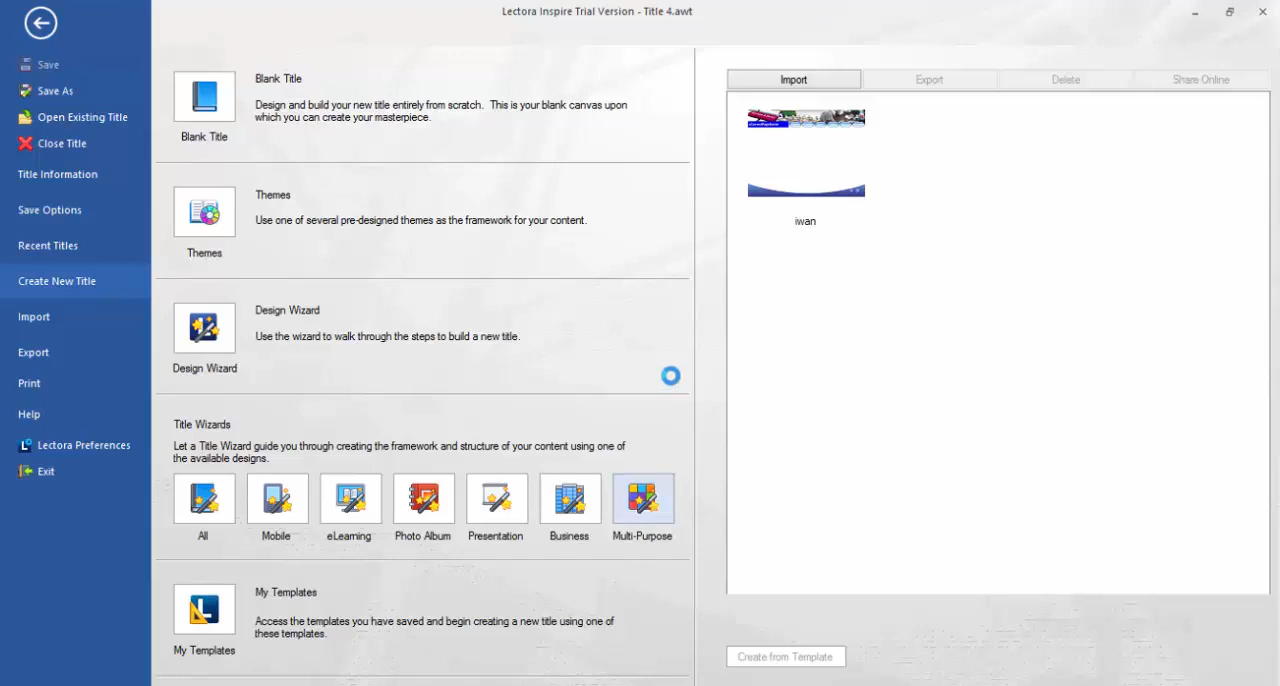 Lectora Inspire Trial Version - Title 4.awt
Save
Save As
Open Existing Title
Close Title
Title Information
Save Options
Recent Titles
Create New Title
Import
Export
Print
Help
Lectora Preferences
Exit
Blank Title
Design and build your new title entirely from scratch. This is your blank canvas upon
which you can create your masterpiece.
Blank Title
Themes
Use one of several pre-designed themes as the framework for your content.
Themes
Design Wizard
Use the wizard to walk through the steps to build a new title.
Design Wizard
Title Wizards
Let a Title Wizard guide you through creating the framework and structure of your content using one of
the available designs.
All
Mobile
eLearning
Photo Album
Presentation
Business
Multi-Purpose
My Templates
Access the templates you have saved and begin creating a new title using one of
these templates.
My Templates
Import
Export
Delete
Share Online
iwan
Create from Template